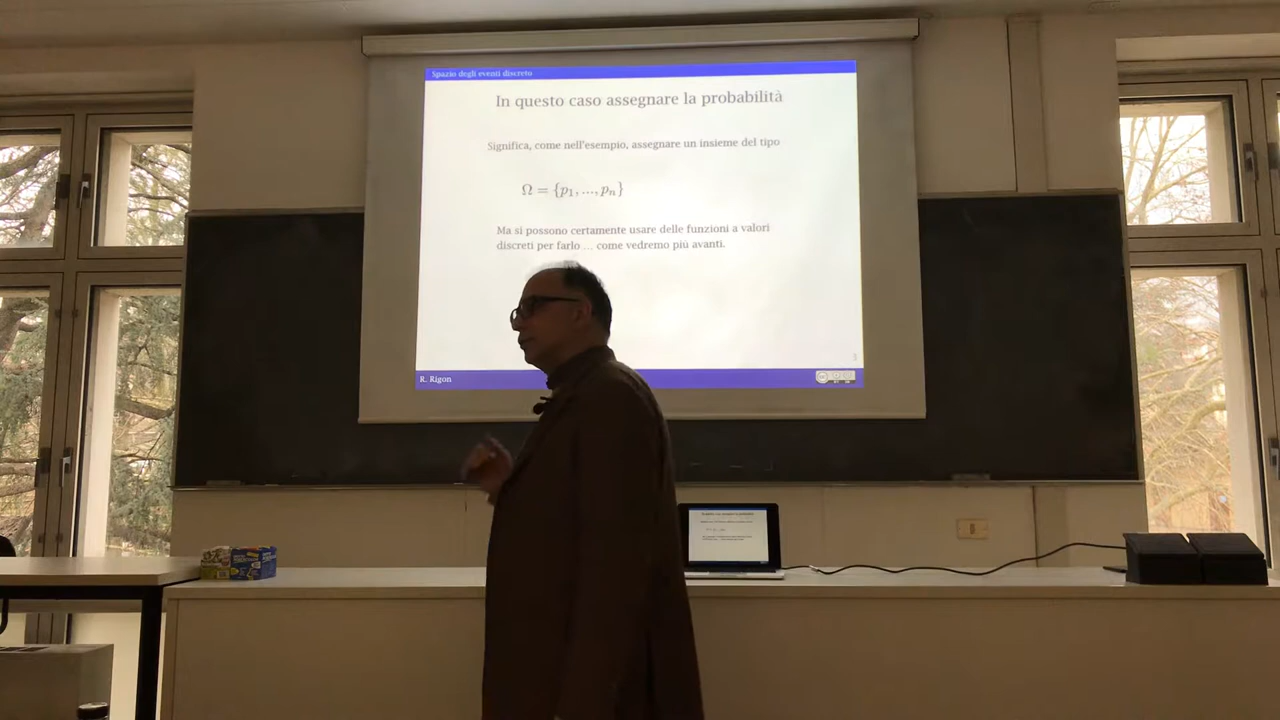 Spazio degli eventi discreto
In questo caso assegnare la probabilità
Significa, come nell'esempio, assegnare un insieme del tipo
Ω = {p₁, ..., pₙ}
Ma si possono certamente usare delle funzioni a valori
discreti per farlo ... come vedremo più avanti.
R. Rigon